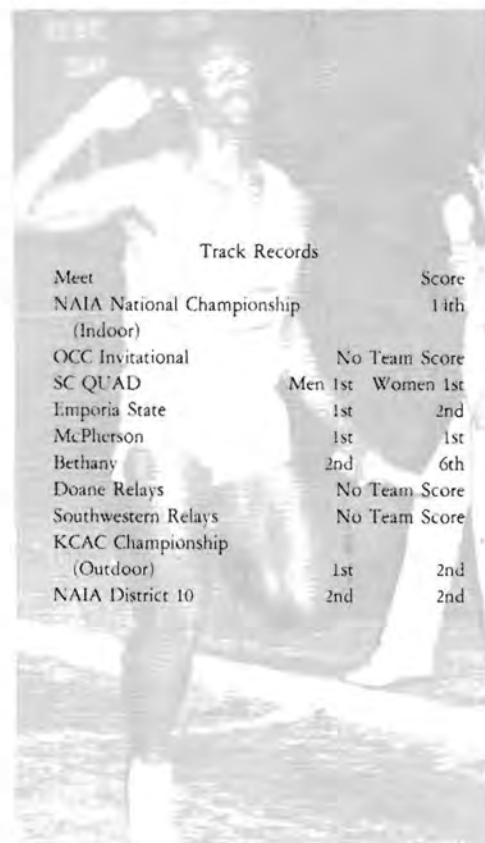 Track Records
Meet Score
NAIA National Championship
(Indoor)
OCC Invitational No Team Score
SC QUAD Men 1st Women 1st
Emporia State 1st 2nd
McPherson 1st 1st
Bethany 2nd 6th
Doane Relays No Team Score
Southwestern Relays No Team Score
KCAC Championship
(Outdoor) 1st 2nd
NAIA District 10 2nd 2nd